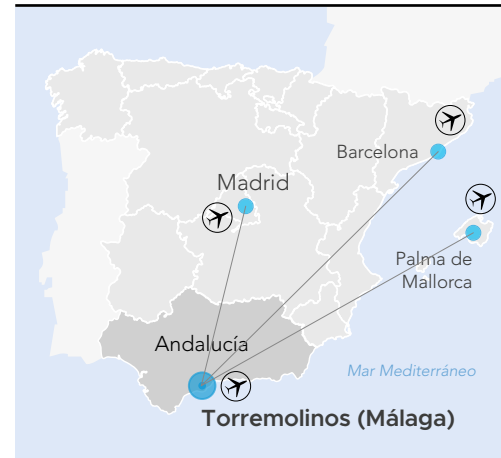 Barcelona
Madrid
Palma de
Mallorca
Andalucía
Mar Mediterráneo
Torremolinos (Málaga)